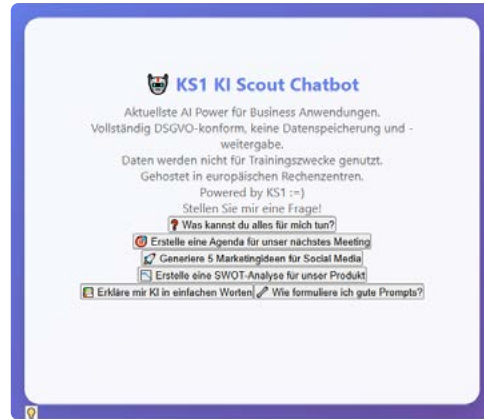 KS1 KI Scout Chatbot
Aktuellste AI Power für Business Anwendungen.
Vollständig DSGVO-konform, keine Datenspeicherung und -
weitergabe.
Daten werden nicht für Trainingszwecke genutzt.
Gehostet in europäischen Rechenzentren.
Powered by KS1 :=)
Stellen Sie mir eine Frage!
❓ Was kannst du alles für mich tun?
🎯 Erstelle eine Agenda für unser nächstes Meeting
🚀 Generiere 5 Marketingideen für Social Media
📉 Erstelle eine SWOT-Analyse für unser Produkt
📗 Erkläre mir KI in einfachen Worten 🖊 Wie formuliere ich gute Prompts?